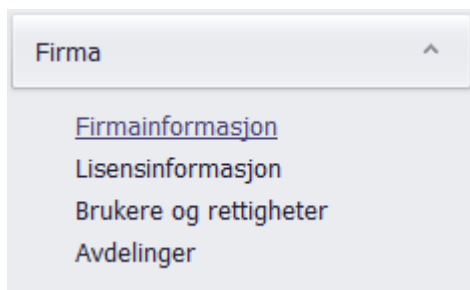 Firma
Firmainformasjon
Lisensinformasjon
Brukere og rettigheter
Avdelinger